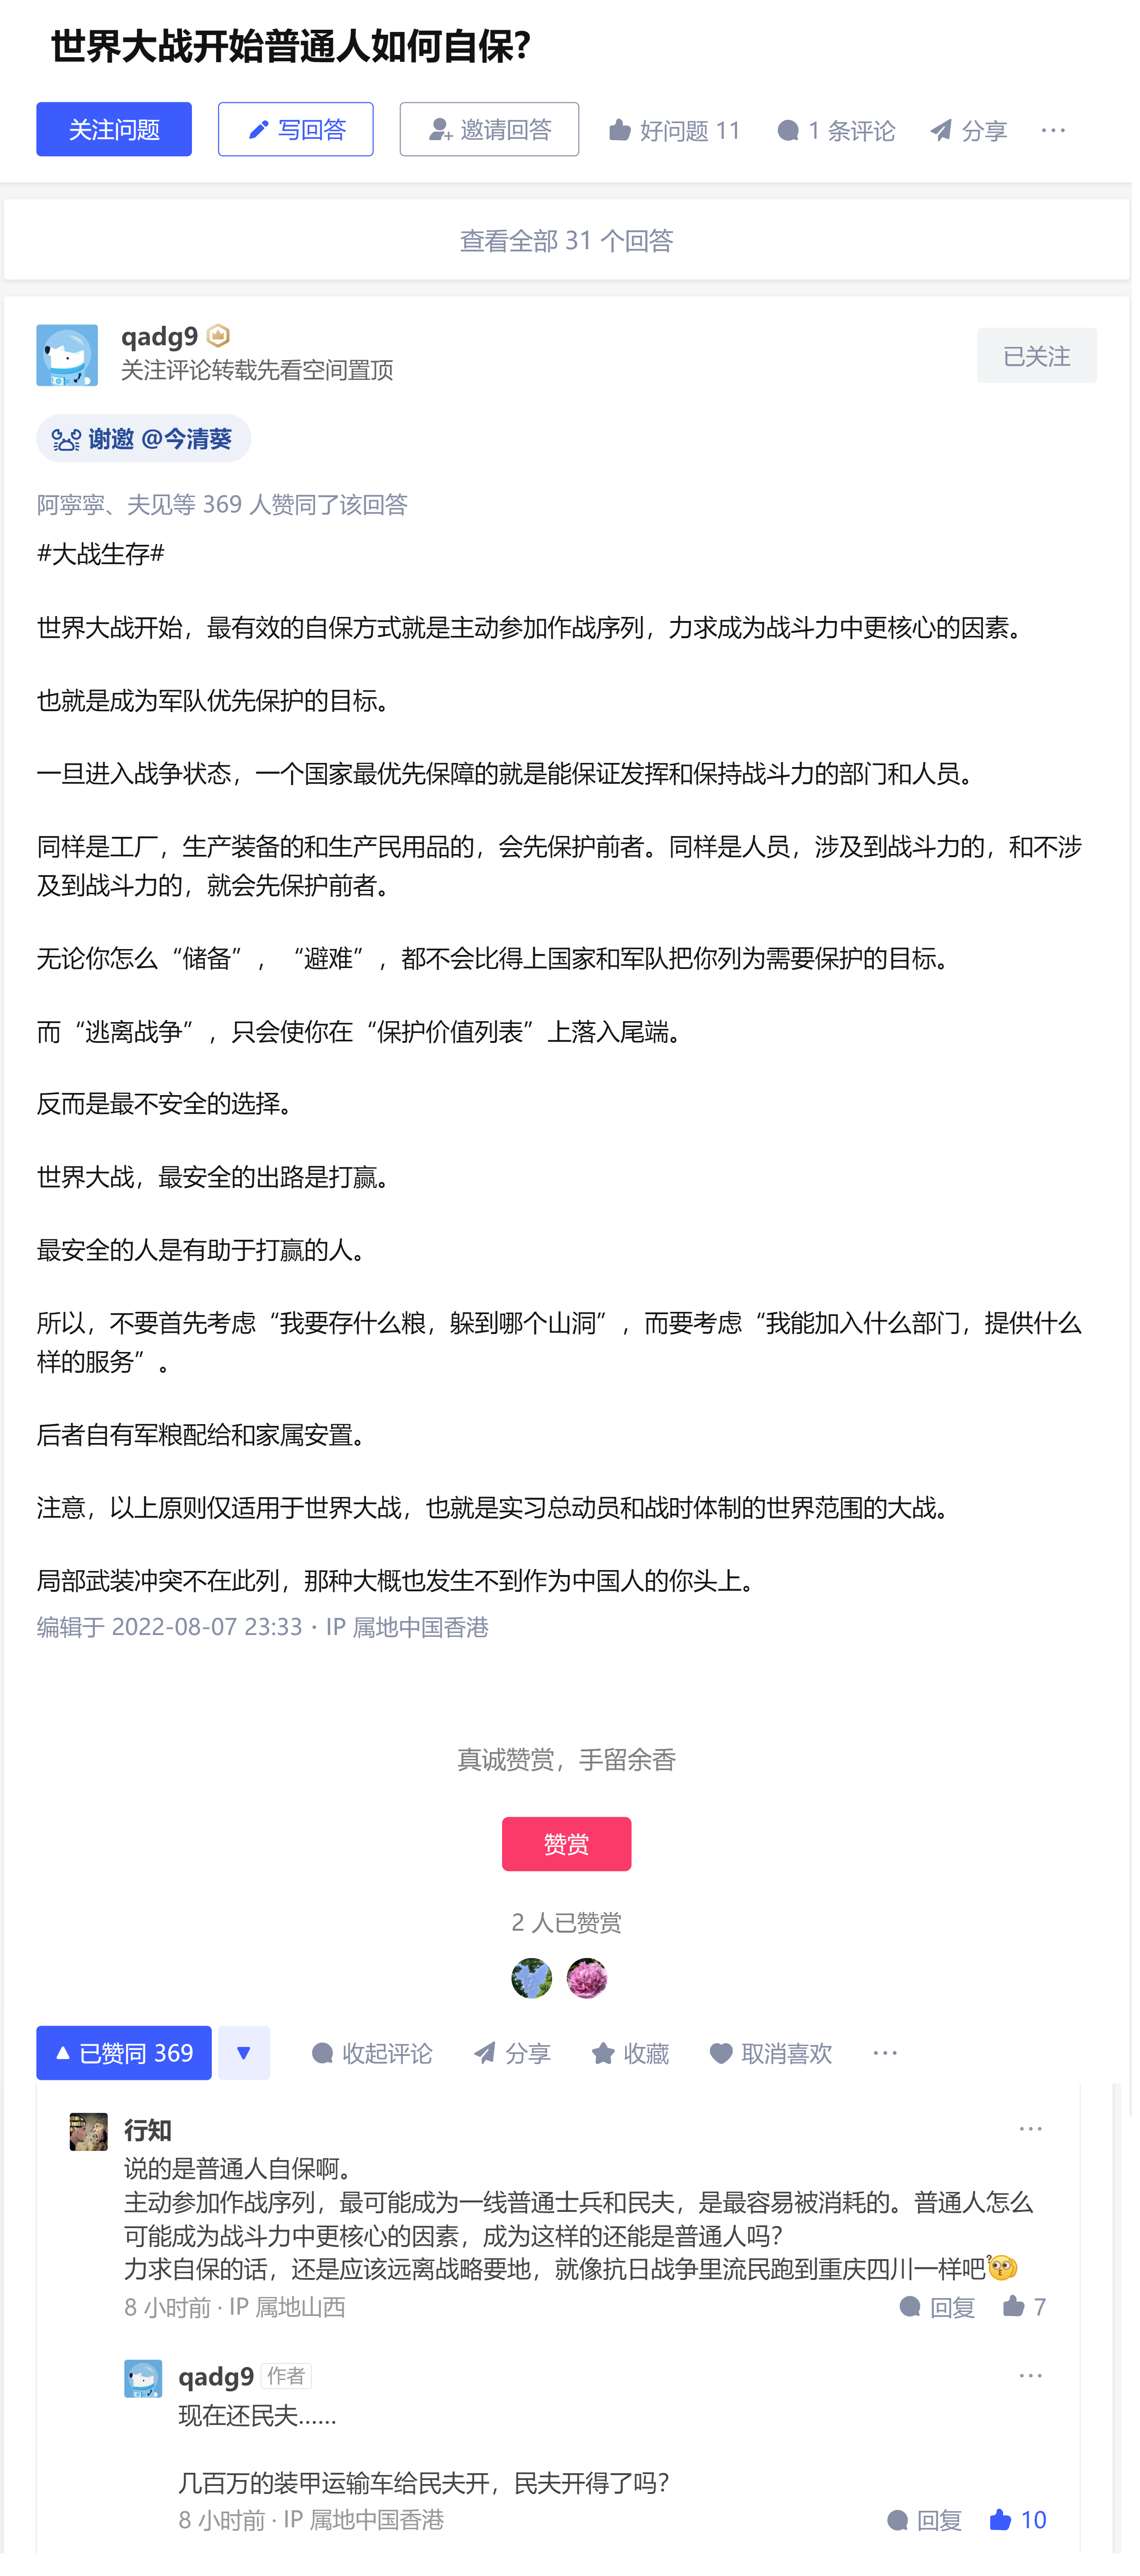 世界大战开始普通人如何自保?
关注问题
写回答
邀请回答
好问题 11
1 条评论
分享
···
查看全部 31 个回答
qadg9
关注评论转载先看空间置顶
已关注
谢邀 @今清葵
阿寧寧、夫见等 369 人赞同了该回答
#大战生存#
世界大战开始，最有效的自保方式就是主动参加作战序列，力求成为战斗力中更核心的因素。
也就是成为军队优先保护的目标。
一旦进入战争状态，一个国家最优先保障的就是能保证发挥和保持战斗力的部门和人员。
同样是工厂，生产装备的和生产民用品的，会先保护前者。同样是人员，涉及到战斗力的，和不涉
及到战斗力的，就会先保护前者。
无论你怎么“储备”，“避难”，都不会比得上国家和军队把你列为需要保护的目标。
而“逃离战争”，只会使你在“保护价值列表”上落入尾端。
反而是最不安全的选择。
世界大战，最安全的出路是打赢。
最安全的人是有助于打赢的人。
所以，不要首先考虑“我要存什么粮，躲到哪个山洞”，而要考虑“我能加入什么部门，提供什么
样的服务”。
后者自有军粮配给和家属安置。
注意，以上原则仅适用于世界大战，也就是实习总动员和战时体制的世界范围的大战。
局部武装冲突不在此列，那种大概也发生不到作为中国人的你头上。
编辑于 2022-08-07 23:33 · IP 属地中国香港
真诚赞赏，手留余香
赞赏
2 人已赞赏
已赞同 369
收起评论
分享
收藏
取消喜欢
···
行知
···
说的是普通人自保啊。
主动参加作战序列，最可能成为一线普通士兵和民夫，是最容易被消耗的。普通人怎么
可能成为战斗力中更核心的因素，成为这样的还能是普通人吗?
力求自保的话，还是应该远离战略要地，就像抗日战争里流民跑到重庆四川一样吧
8 小时前 · IP 属地山西
回复
7
qadg9 作者
···
现在还民夫......
几百万的装甲运输车给民夫开，民夫开得了吗?
8 小时前 · IP 属地中国香港
回复
10